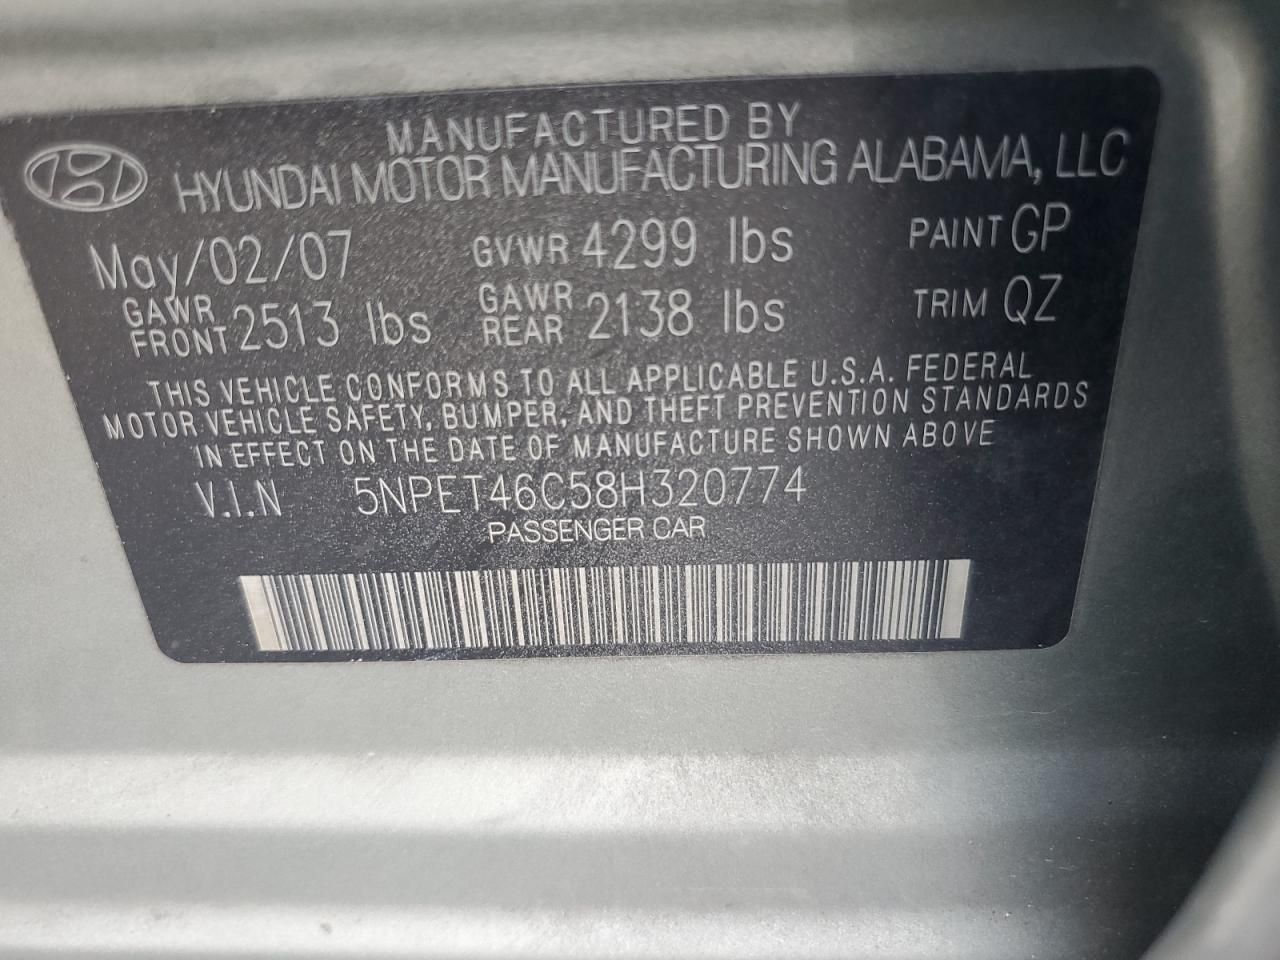 MANUFACTURED BY
HYUNDAI MOTOR MANUFACTURING ALABAMA, LLC
May/02/07 GVWR 4299 lbs PAINT GP
GAWR FRONT 2513 lbs GAWR REAR 2138 lbs TRIM QZ
THIS VEHICLE CONFORMS TO ALL APPLICABLE U.S.A. FEDERAL
MOTOR VEHICLE SAFETY, BUMPER, AND THEFT PREVENTION STANDARDS
IN EFFECT ON THE DATE OF MANUFACTURE SHOWN ABOVE
V.I.N 5NPET46C58H320774
PASSENGER CAR